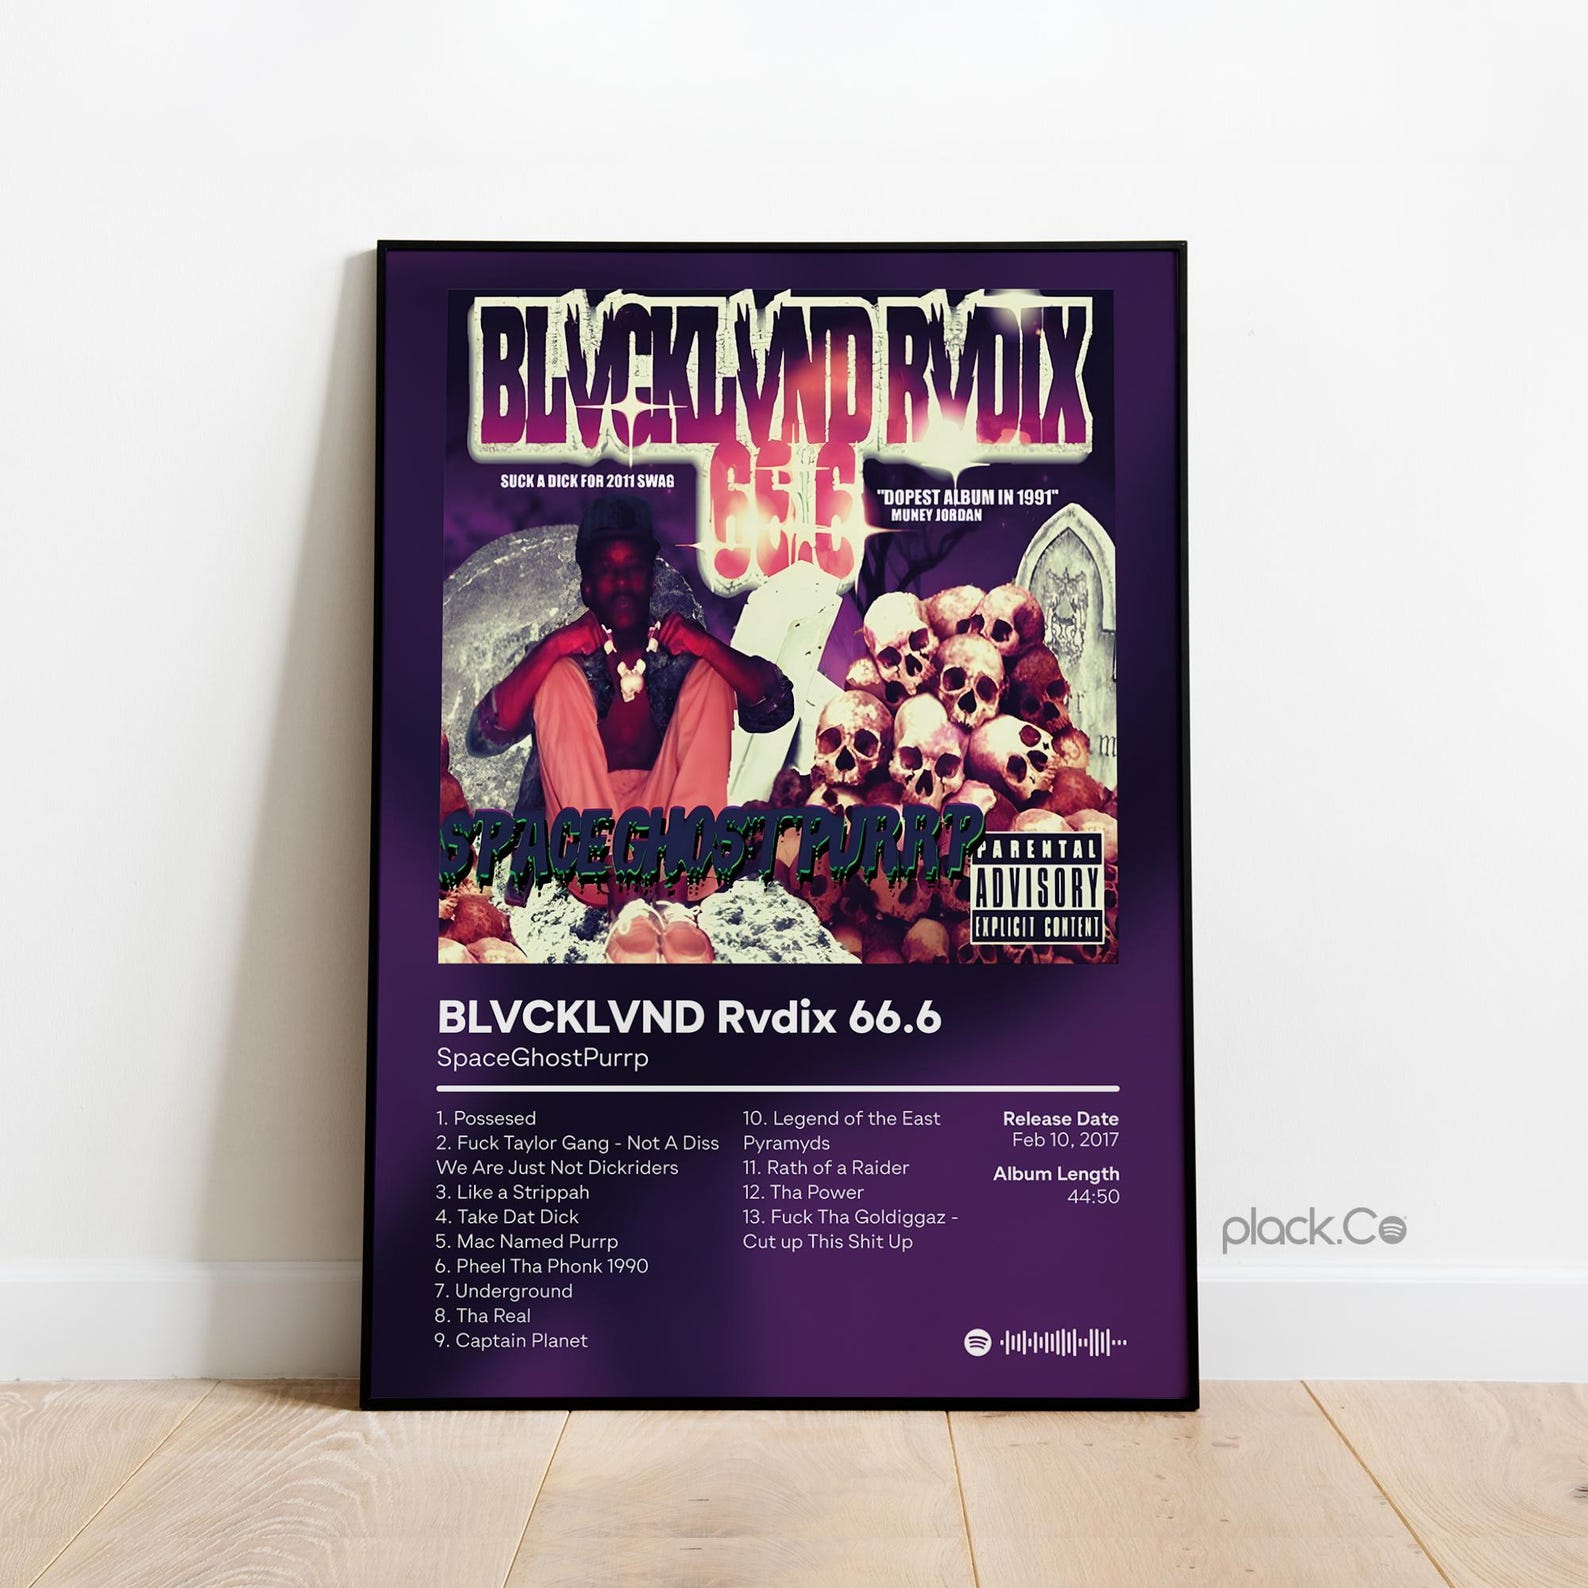 BLVCKLVND RVDIX
66.6
SUCK A DICK FOR 2011 SWAG
"DOPEST ALBUM IN 1991"
MUNEY JORDAN
SPACEGHOSTPURRP
PARENTAL
ADVISORY
EXPLICIT CONTENT
BLVCKLVND Rvdix 66.6
SpaceGhostPurrp
1. Possesed
2. Fuck Taylor Gang - Not A Diss
We Are Just Not Dickriders
3. Like a Strippah
4. Take Dat Dick
5. Mac Named Purrp
6. Pheel Tha Phonk 1990
7. Underground
8. Tha Real
9. Captain Planet
10. Legend of the East
Pyramyds
11. Rath of a Raider
12. Tha Power
13. Fuck Tha Goldiggaz -
Cut up This Shit Up
Release Date
Feb 10, 2017
Album Length
44:50
plack.Co